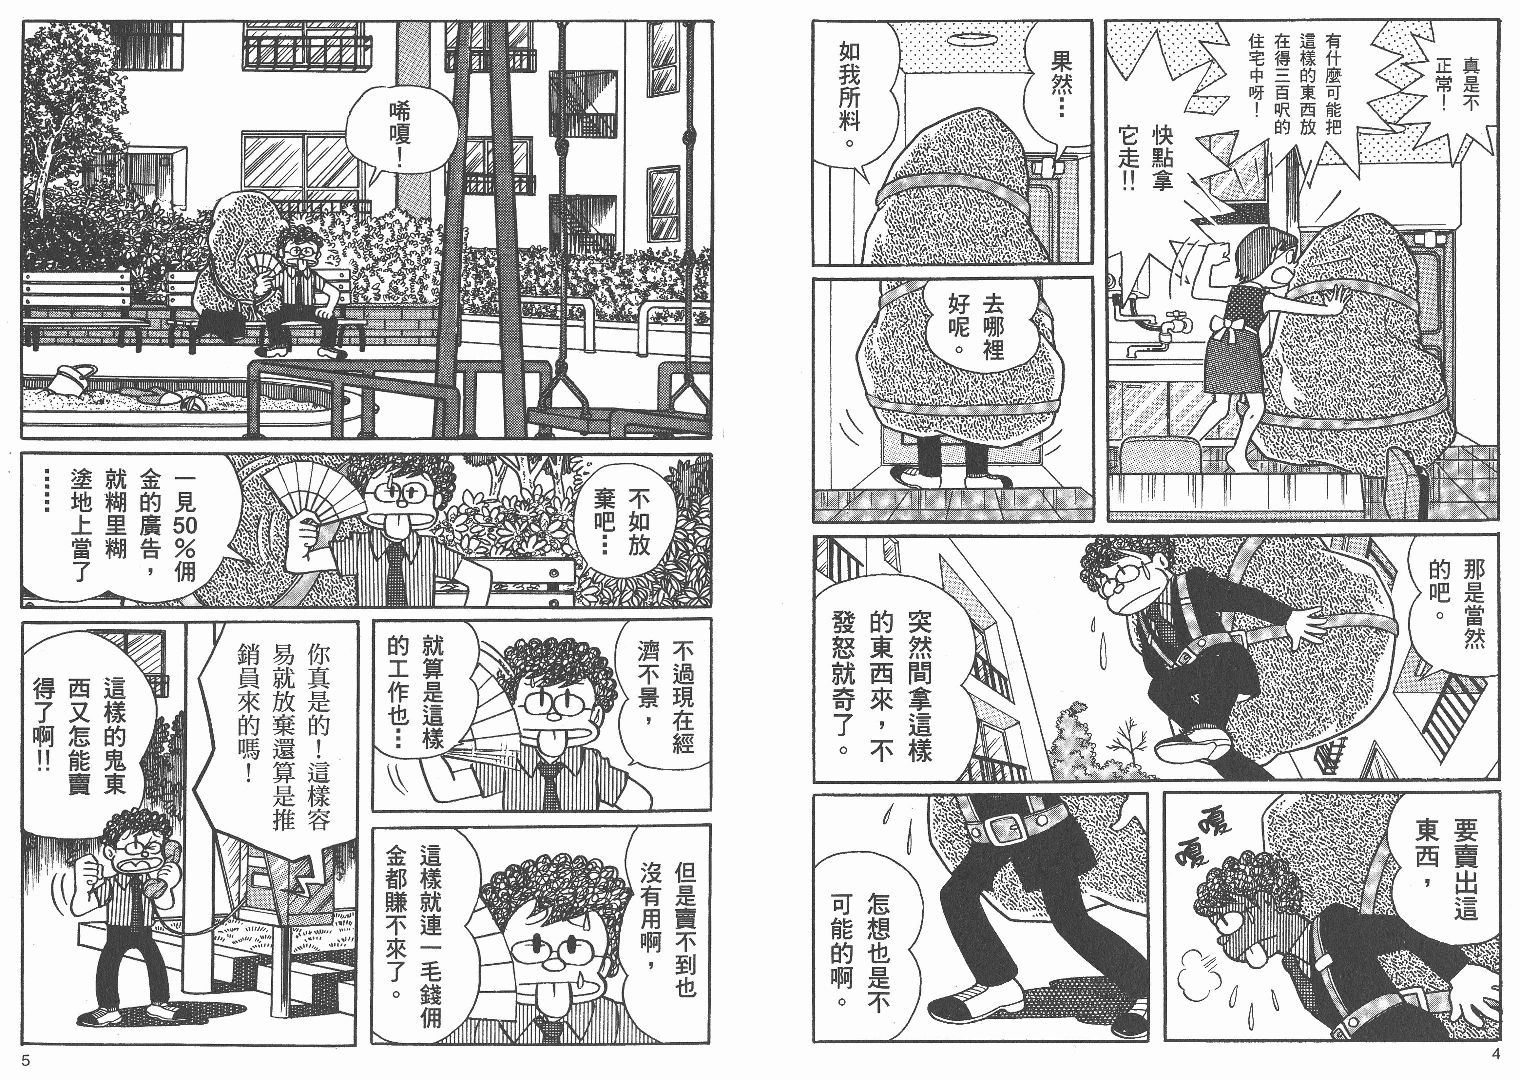 真是不
正常！
有什麼可能把
這樣的東西放
在得三百呎的
住宅中呀！
快點拿
它走!!
果然…
如我所料。
去哪裡
好呢。
那是當然
的吧。
突然間拿這樣
的東西來，不
發怒就奇了。
要賣出這
東西，
嗄
嗄
怎想也是不
可能的啊。
4
唏嗄！
不如放
棄吧…
一見50%佣
金的廣告，
就糊里糊
塗地上當了
……
不過現在經
濟不景，
就算是這樣
的工作也…
但是賣不到也
沒有用啊，
這樣就連一毛錢佣
金都賺不來了。
你真是的！這樣容
易就放棄還算是推
銷員來的嗎！
這樣的鬼東
西又怎能賣
得了啊!!
5